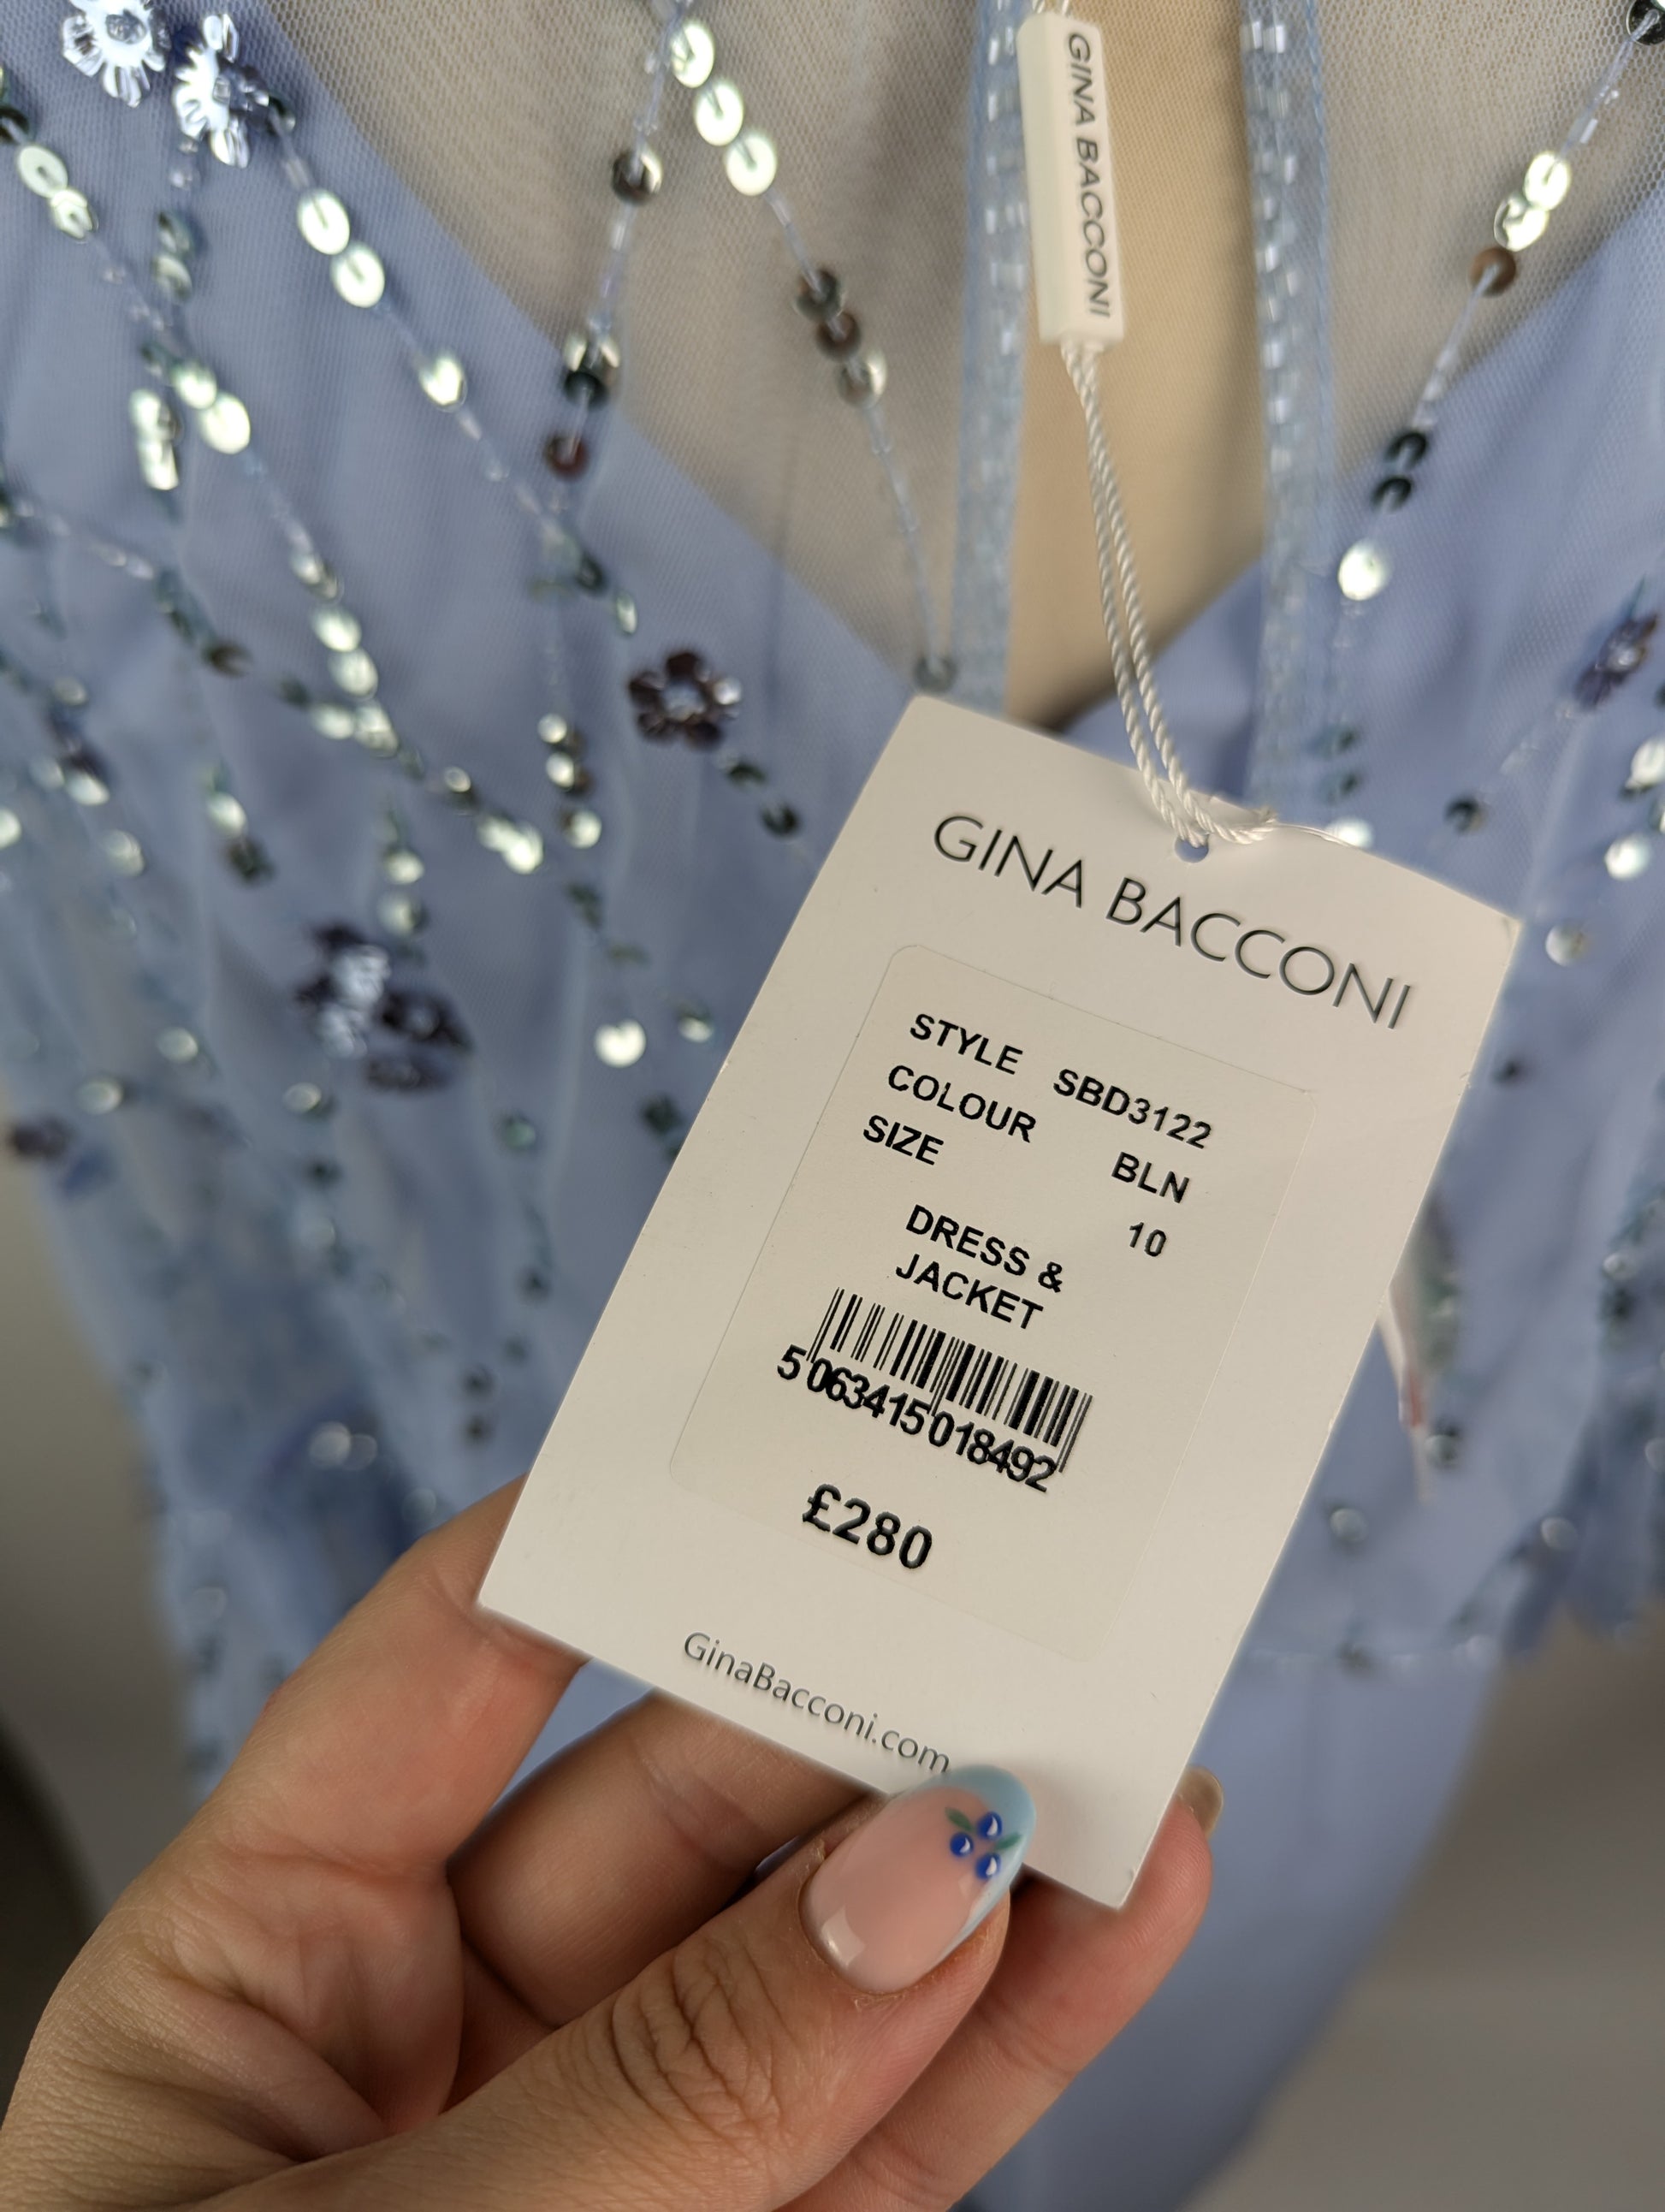 GINA BACCONI
GINA BACCONI
STYLE SBD3122
COLOUR BLN
SIZE 10
DRESS &
JACKET
5 063415 018492
£280
GinaBacconi.com